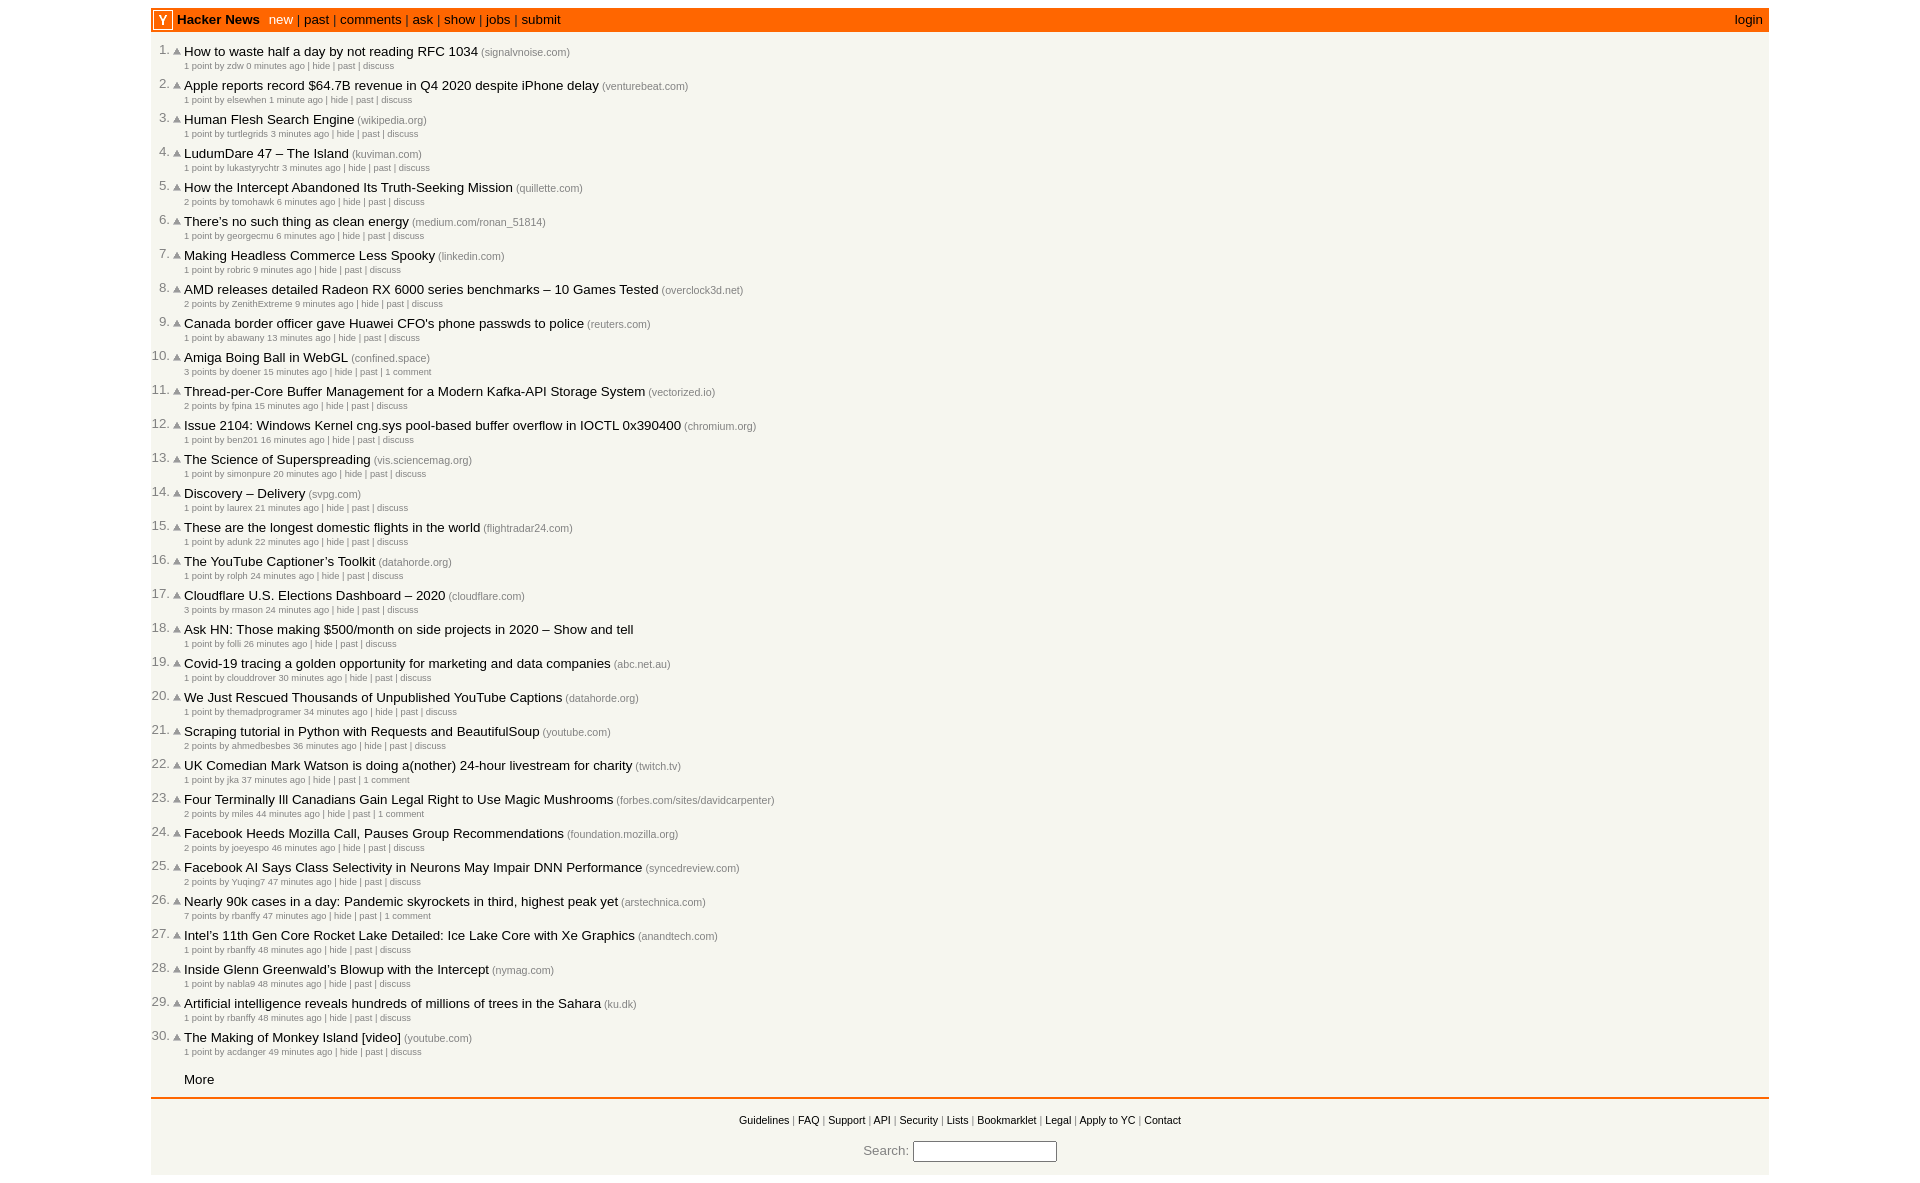 Y Hacker News new | past | comments | ask | show | jobs | submit login
1. How to waste half a day by not reading RFC 1034 (signalvnoise.com)
1 point by zdw 0 minutes ago | hide | past | discuss
2. Apple reports record $64.7B revenue in Q4 2020 despite iPhone delay (venturebeat.com)
1 point by elsewhen 1 minute ago | hide | past | discuss
3. Human Flesh Search Engine (wikipedia.org)
1 point by turtlegrids 3 minutes ago | hide | past | discuss
4. LudumDare 47 – The Island (kuviman.com)
1 point by lukastyrychtr 3 minutes ago | hide | past | discuss
5. How the Intercept Abandoned Its Truth-Seeking Mission (quillette.com)
2 points by tomohawk 6 minutes ago | hide | past | discuss
6. There’s no such thing as clean energy (medium.com/ronan_51814)
1 point by georgecmu 6 minutes ago | hide | past | discuss
7. Making Headless Commerce Less Spooky (linkedin.com)
1 point by robric 9 minutes ago | hide | past | discuss
8. AMD releases detailed Radeon RX 6000 series benchmarks – 10 Games Tested (overclock3d.net)
2 points by ZenithExtreme 9 minutes ago | hide | past | discuss
9. Canada border officer gave Huawei CFO's phone passwds to police (reuters.com)
1 point by abawany 13 minutes ago | hide | past | discuss
10. Amiga Boing Ball in WebGL (confined.space)
3 points by doener 15 minutes ago | hide | past | 1 comment
11. Thread-per-Core Buffer Management for a Modern Kafka-API Storage System (vectorized.io)
2 points by fpina 15 minutes ago | hide | past | discuss
12. Issue 2104: Windows Kernel cng.sys pool-based buffer overflow in IOCTL 0x390400 (chromium.org)
1 point by ben201 16 minutes ago | hide | past | discuss
13. The Science of Superspreading (vis.sciencemag.org)
1 point by simonpure 20 minutes ago | hide | past | discuss
14. Discovery – Delivery (svpg.com)
1 point by laurex 21 minutes ago | hide | past | discuss
15. These are the longest domestic flights in the world (flightradar24.com)
1 point by adunk 22 minutes ago | hide | past | discuss
16. The YouTube Captioner’s Toolkit (datahorde.org)
1 point by rolph 24 minutes ago | hide | past | discuss
17. Cloudflare U.S. Elections Dashboard – 2020 (cloudflare.com)
3 points by rmason 24 minutes ago | hide | past | discuss
18. Ask HN: Those making $500/month on side projects in 2020 – Show and tell
1 point by folli 26 minutes ago | hide | past | discuss
19. Covid-19 tracing a golden opportunity for marketing and data companies (abc.net.au)
1 point by clouddrover 30 minutes ago | hide | past | discuss
20. We Just Rescued Thousands of Unpublished YouTube Captions (datahorde.org)
1 point by themadprogramer 34 minutes ago | hide | past | discuss
21. Scraping tutorial in Python with Requests and BeautifulSoup (youtube.com)
2 points by ahmedbesbes 36 minutes ago | hide | past | discuss
22. UK Comedian Mark Watson is doing a(nother) 24-hour livestream for charity (twitch.tv)
1 point by jka 37 minutes ago | hide | past | 1 comment
23. Four Terminally Ill Canadians Gain Legal Right to Use Magic Mushrooms (forbes.com/sites/davidcarpenter)
2 points by miles 44 minutes ago | hide | past | 1 comment
24. Facebook Heeds Mozilla Call, Pauses Group Recommendations (foundation.mozilla.org)
2 points by joeyespo 46 minutes ago | hide | past | discuss
25. Facebook AI Says Class Selectivity in Neurons May Impair DNN Performance (syncedreview.com)
2 points by Yuqing7 47 minutes ago | hide | past | discuss
26. Nearly 90k cases in a day: Pandemic skyrockets in third, highest peak yet (arstechnica.com)
7 points by rbanffy 47 minutes ago | hide | past | 1 comment
27. Intel’s 11th Gen Core Rocket Lake Detailed: Ice Lake Core with Xe Graphics (anandtech.com)
1 point by rbanffy 48 minutes ago | hide | past | discuss
28. Inside Glenn Greenwald’s Blowup with the Intercept (nymag.com)
1 point by nabla9 48 minutes ago | hide | past | discuss
29. Artificial intelligence reveals hundreds of millions of trees in the Sahara (ku.dk)
1 point by rbanffy 48 minutes ago | hide | past | discuss
30. The Making of Monkey Island [video] (youtube.com)
1 point by acdanger 49 minutes ago | hide | past | discuss
More
Guidelines | FAQ | Support | API | Security | Lists | Bookmarklet | Legal | Apply to YC | Contact
Search: